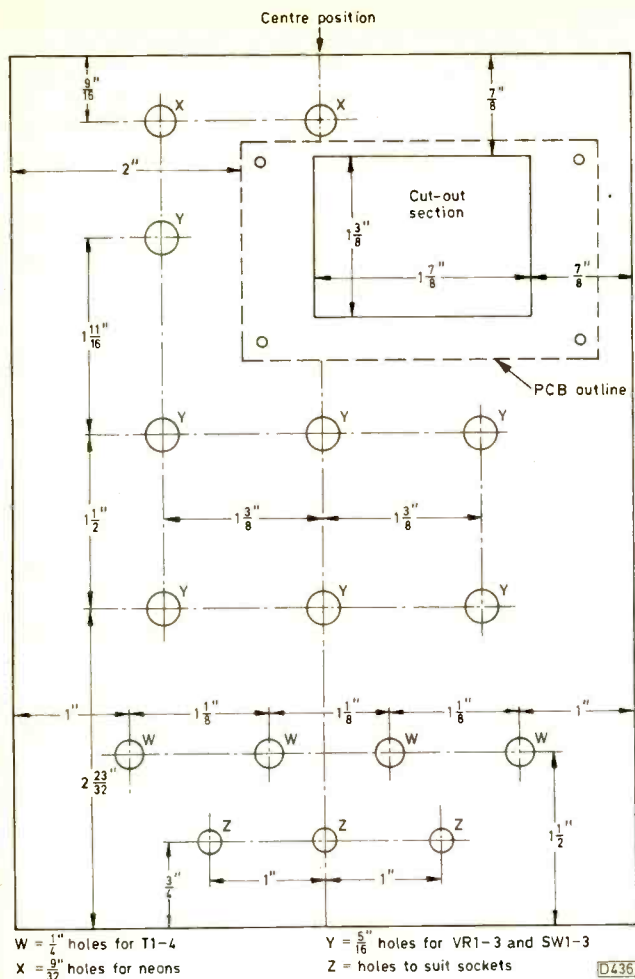 Centre position
9/16"
X
X
7/8"
2"
Cut-out
section
Y
1 3/8"
1 7/8"
7/8"
1 11/16"
PCB outline
Y
Y
Y
1 1/2"
1 3/8"
1 3/8"
Y
Y
Y
1"
1 1/8"
1 1/8"
1 1/8"
1"
W
W
W
W
2 23/32"
1 1/2"
Z
Z
Z
3/4"
1"
1"
W = 1/4" holes for T1-4
Y = 5/16" holes for VR1-3 and SW1-3
X = 9/32" holes for neons
Z = holes to suit sockets
D436